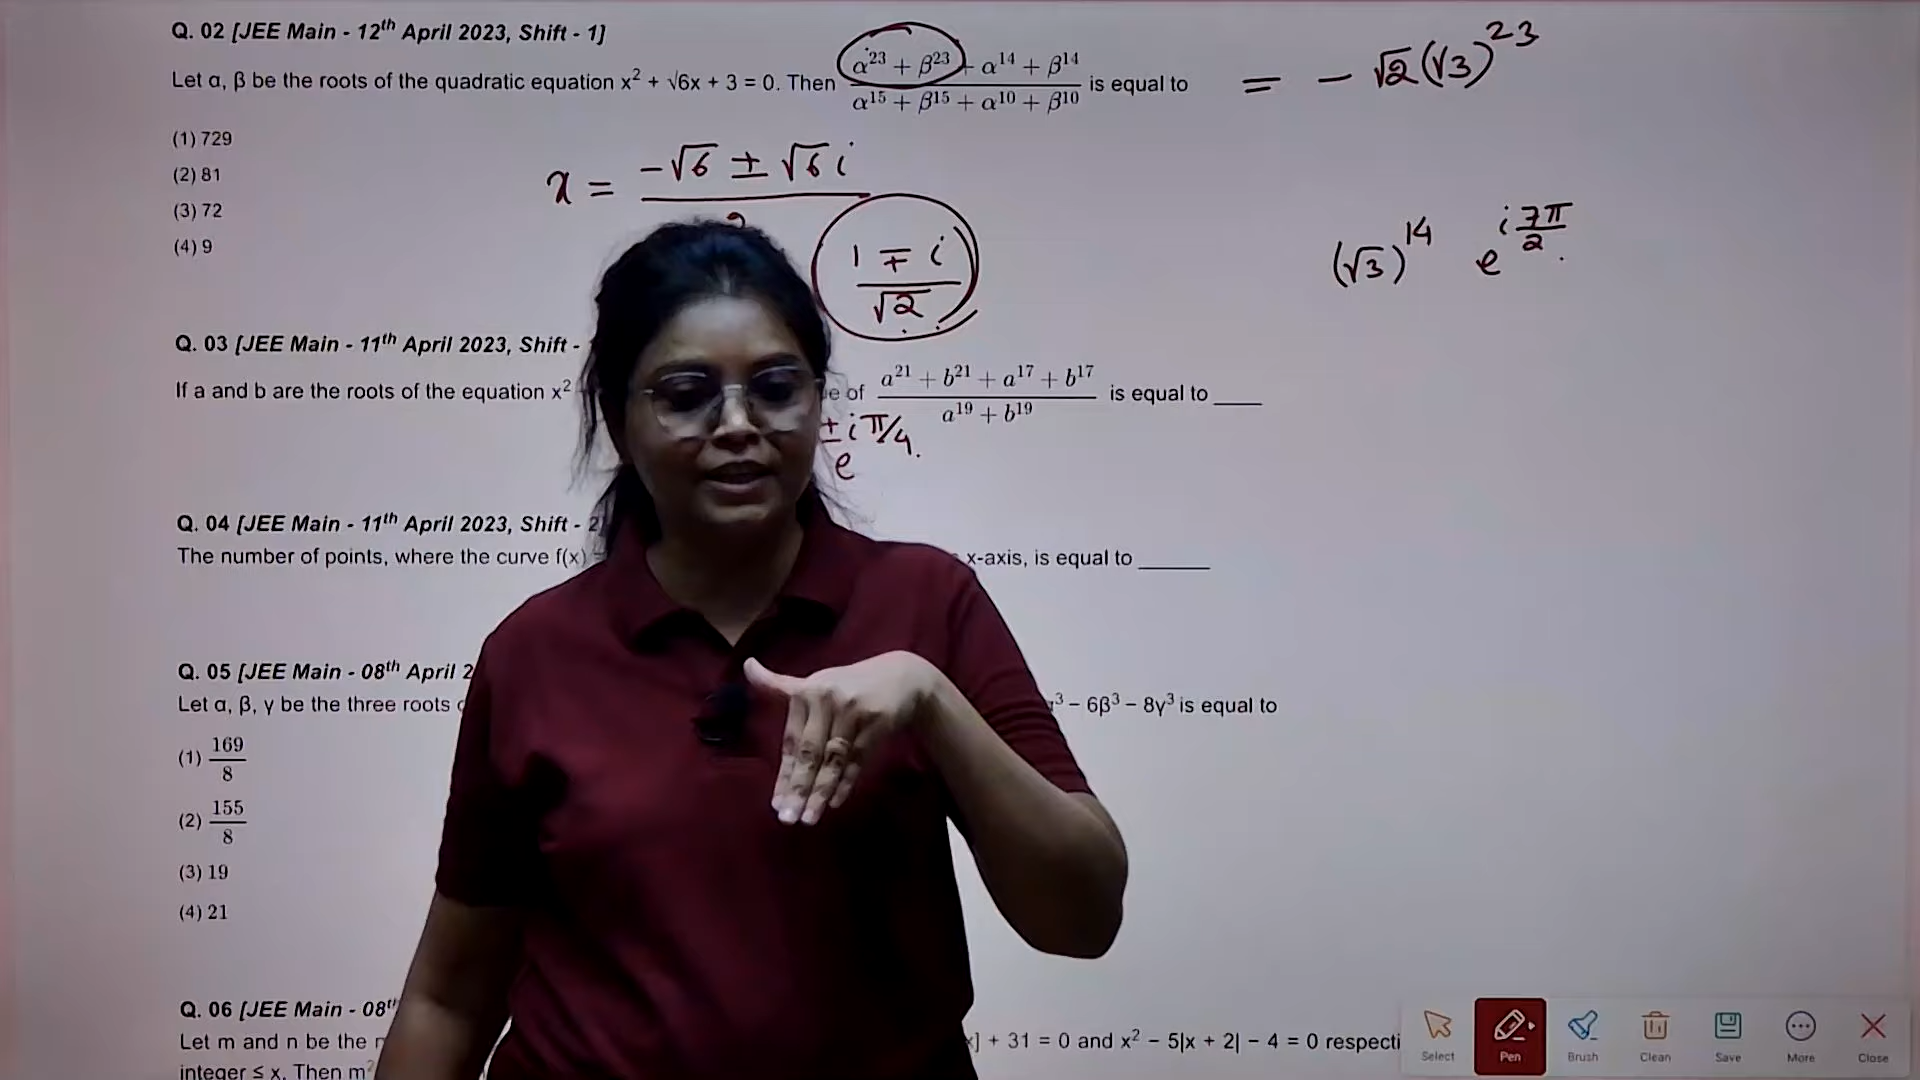 Q. 02 [JEE Main - 12th April 2023, Shift - 1]
Let α, β be the roots of the quadratic equation x² + √6x + 3 = 0. Then (α²³ + β²³ + α¹⁴ + β¹⁴)/(α¹⁵ + β¹⁵ + α¹⁰ + β¹⁰) is equal to = - √2(√3)²³
(1) 729
(2) 81
(3) 72
(4) 9
x = -√6 ± √6 i
1 ∓ i / √2
(√3)¹⁴ e^(i 7π/2)
Q. 03 [JEE Main - 11th April 2023, Shift -
If a and b are the roots of the equation x² of (a²¹ + b²¹ + a¹⁷ + b¹⁷)/(a¹⁹ + b¹⁹) is equal to ____
e^(± i π/4)
Q. 04 [JEE Main - 11th April 2023, Shift - 2
The number of points, where the curve f(x) x-axis, is equal to ______
Q. 05 [JEE Main - 08th April 2
Let α, β, γ be the three roots ³ – 6β³ – 8γ³ is equal to
(1) 169/8
(2) 155/8
(3) 19
(4) 21
Q. 06 [JEE Main - 08th
Let m and n be the x] + 31 = 0 and x² – 5|x + 2| – 4 = 0 respecti
integer ≤ x. Then m²
Select Pen Brush Clean Save More Close